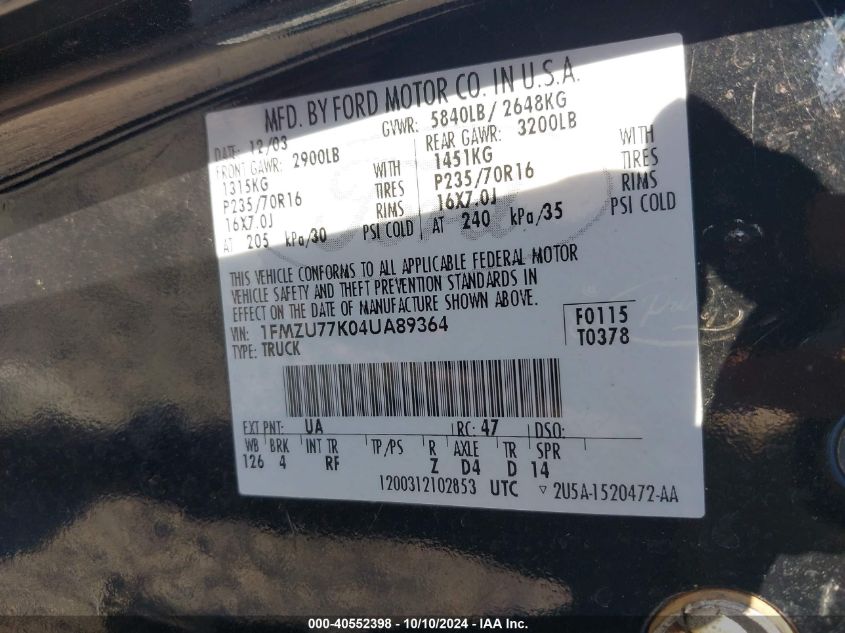 MFD. BY FORD MOTOR CO. IN U.S.A.
DATE: 12/03 GVWR: 5840LB/ 2648KG
FRONT GAWR: 2900LB REAR GAWR: 3200LB
1315KG WITH 1451KG WITH
P235/70R16 TIRES P235/70R16 TIRES
16X7.0J RIMS 16X7.0J RIMS
AT 205 kPa/30 PSI COLD AT 240 kPa/35 PSI COLD
THIS VEHICLE CONFORMS TO ALL APPLICABLE FEDERAL MOTOR
VEHICLE SAFETY AND THEFT PREVENTION STANDARDS IN
EFFECT ON THE DATE OF MANUFACTURE SHOWN ABOVE.
VIN: 1FMZU77K04UA89364 F0115
TYPE: TRUCK T0378
EXT PNT: UA RC: 47 DSO:
WB BRK INT TR TP/PS R AXLE TR SPR
126 4 RF Z D4 D 14
1200312102853 UTC ▽ 2U5A-1520472-AA
000-40552398 - 10/10/2024 - IAA Inc.